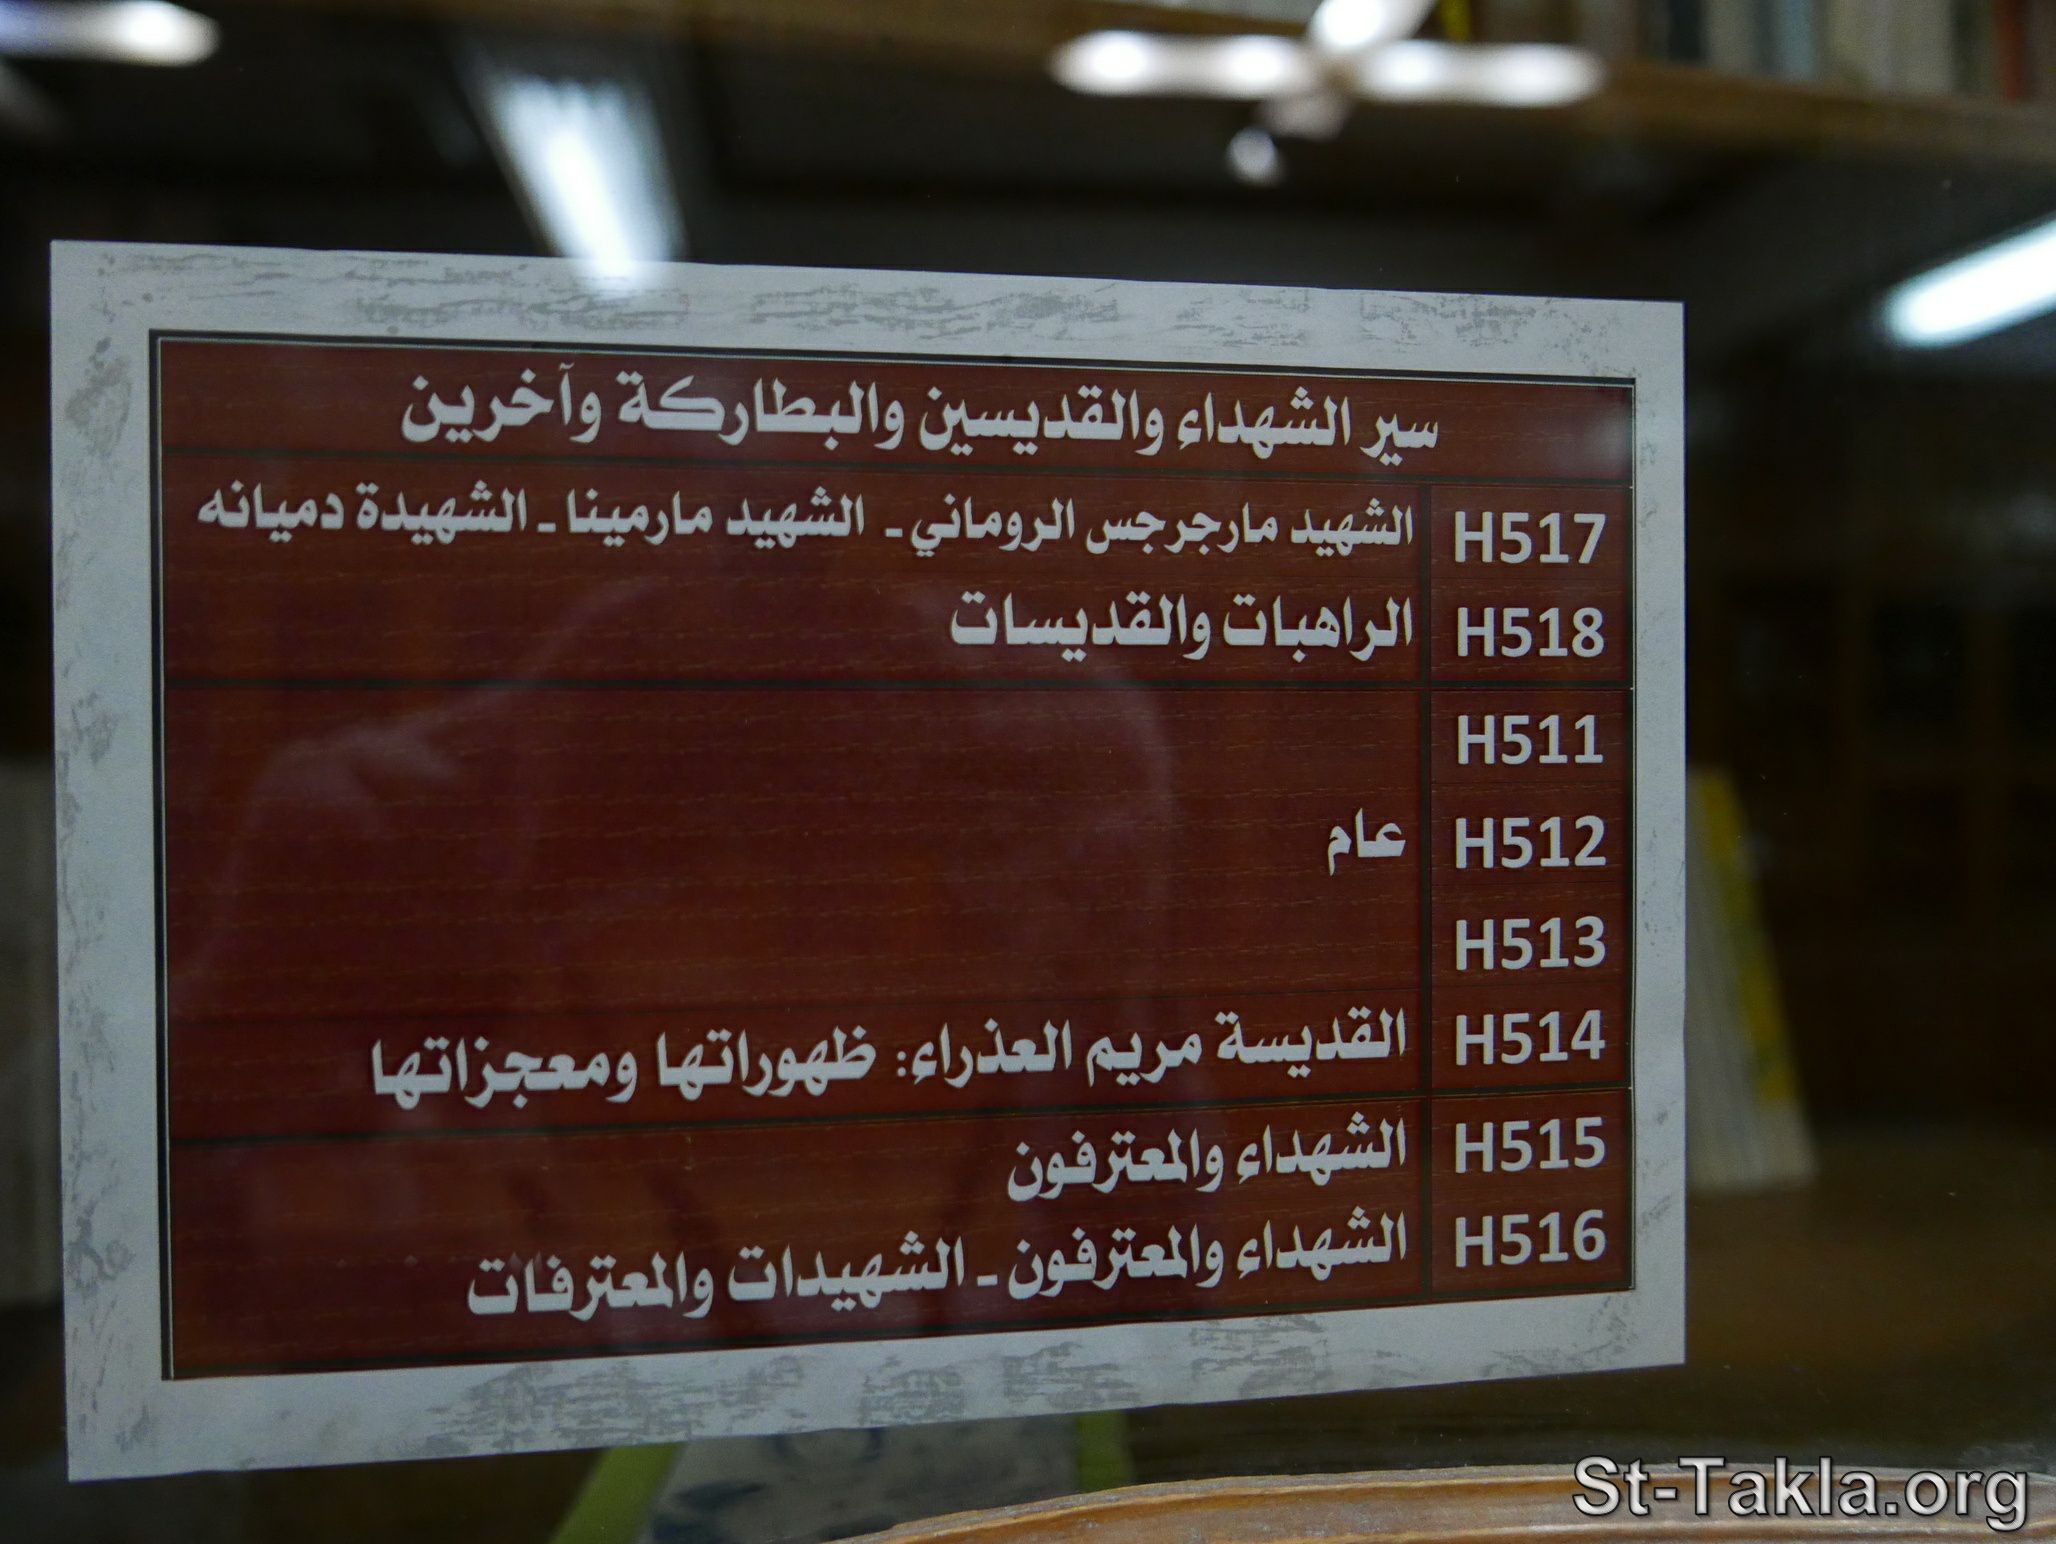 سير الشهداء والقديسين والبطاركة وآخرين
H517 الشهيد مارجرجس الروماني - الشهيد مارمينا - الشهيدة دميانه
H518 الراهبات والقديسات
H511
H512 عام
H513
H514 القديسة مريم العذراء: ظهوراتها ومعجزاتها
H515 الشهداء والمعترفون
H516 الشهداء والمعترفون - الشهيدات والمعترفات
St-Takla.org